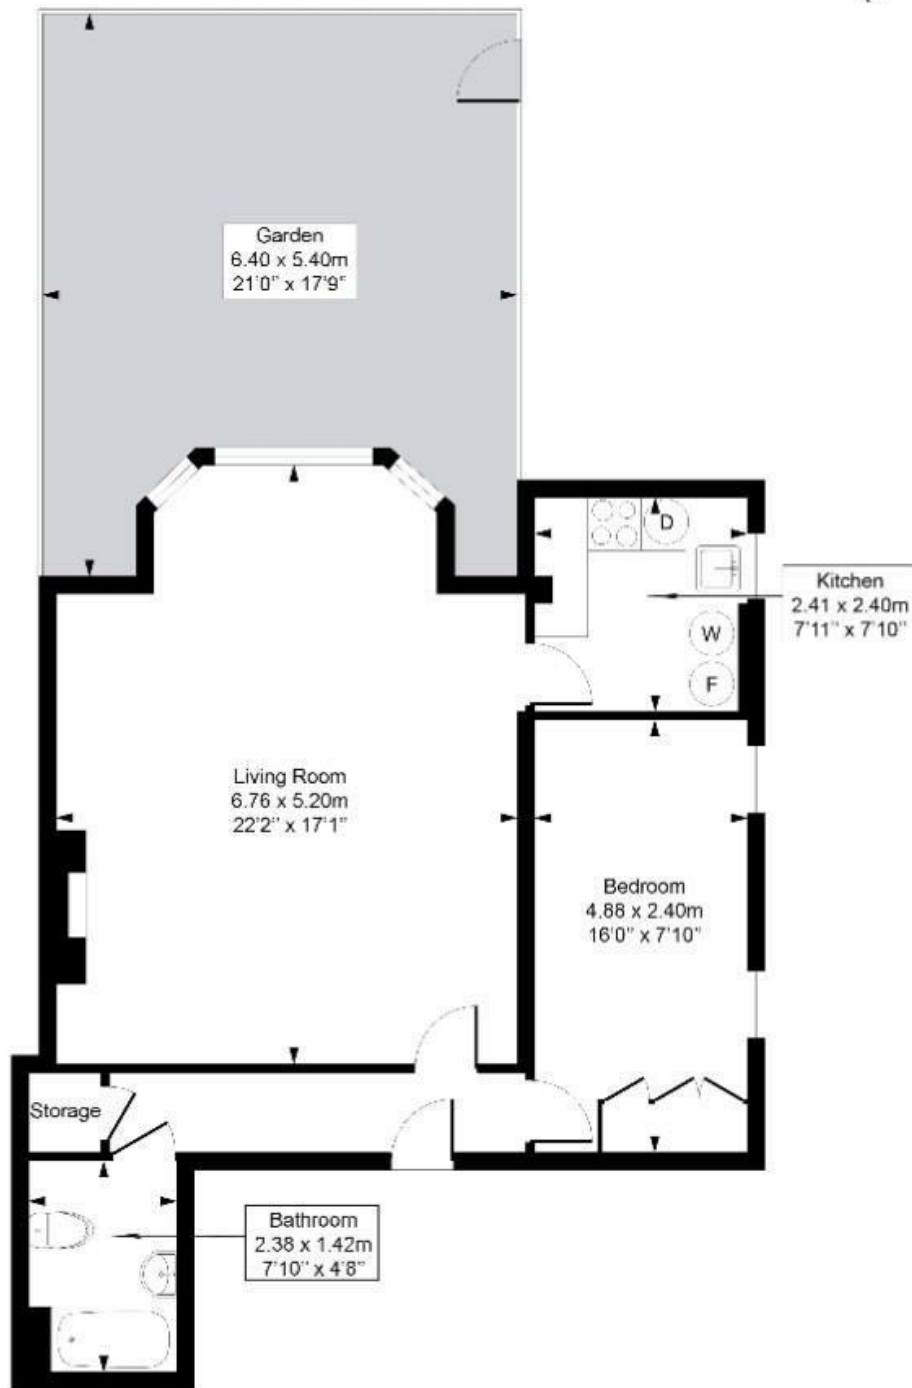 Garden
6.40 x 5.40m
21'0" x 17'9"
D
Kitchen
2.41 x 2.40m
7'11" x 7'10"
W
F
Living Room
6.76 x 5.20m
22'2" x 17'1"
Bedroom
4.88 x 2.40m
16'0" x 7'10"
Storage
Bathroom
2.38 x 1.42m
7'10" x 4'8"